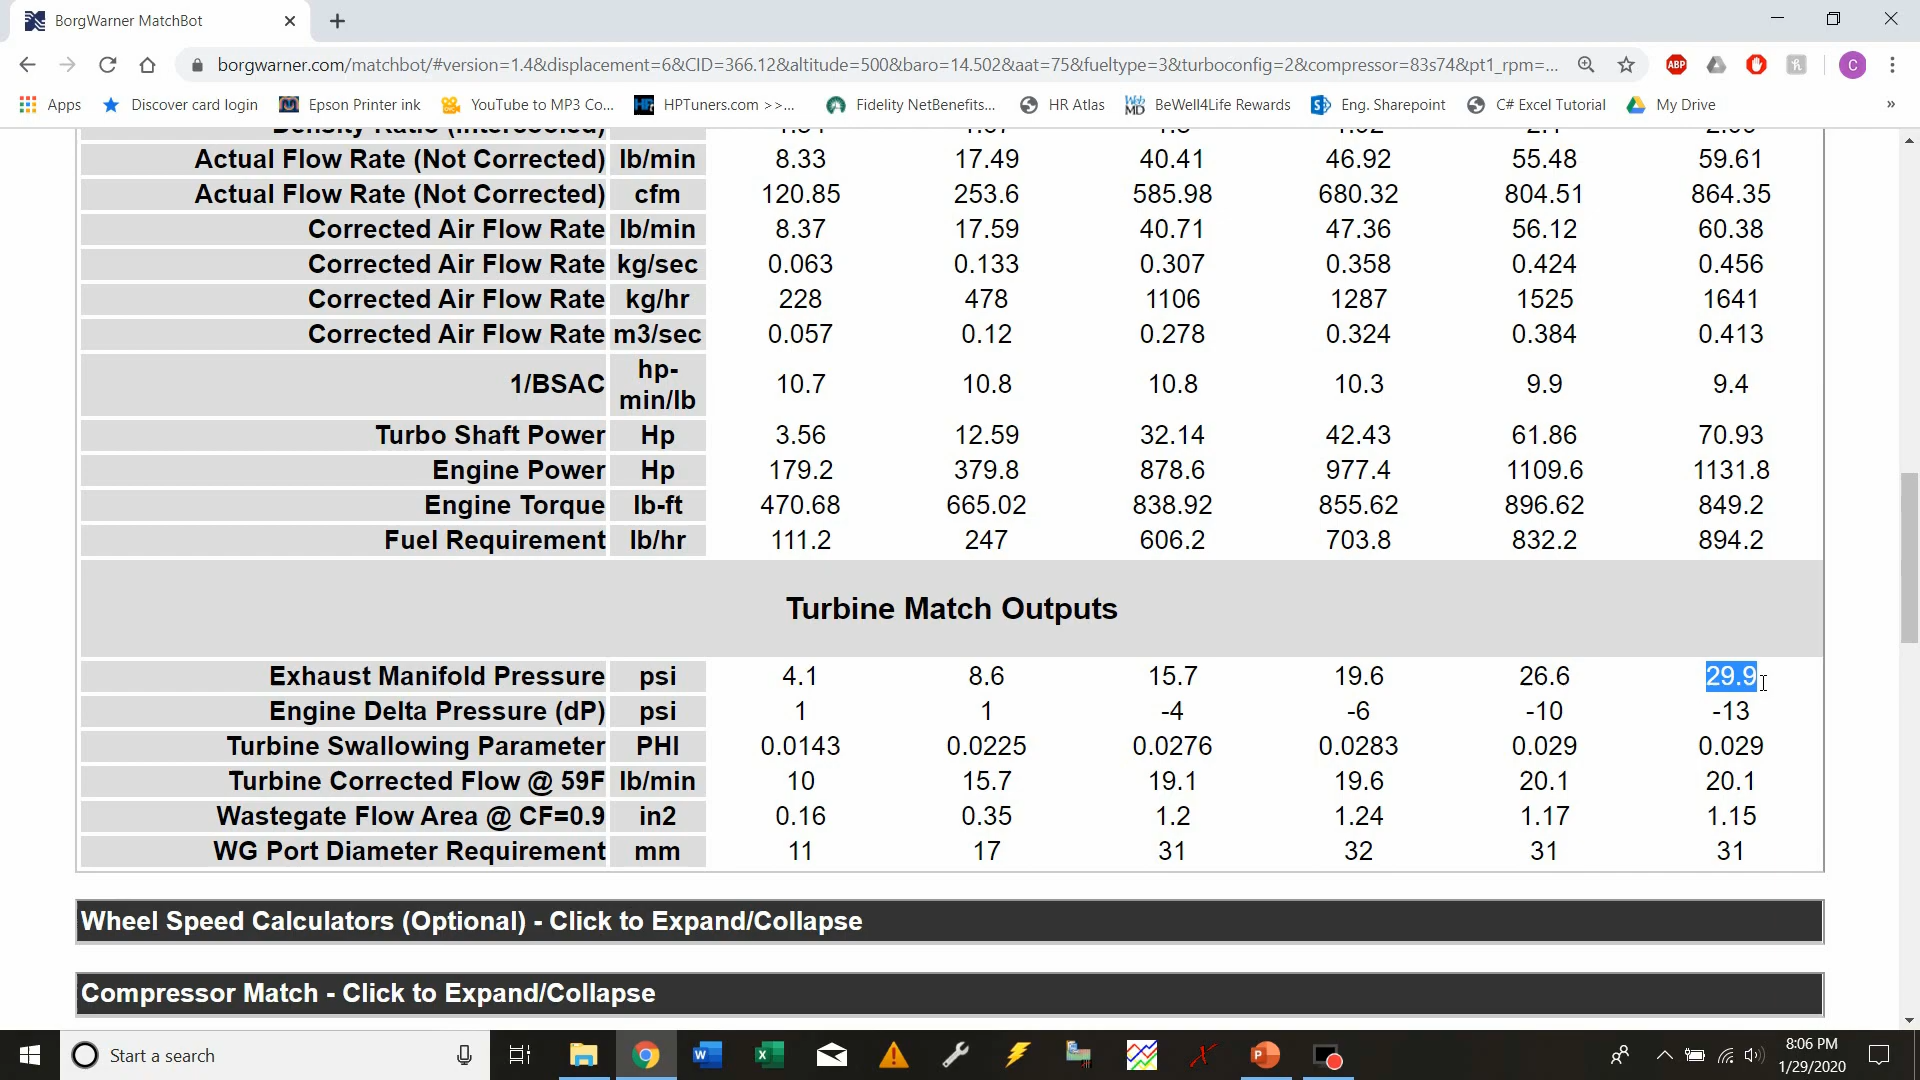 BorgWarner MatchBot
borgwarner.com/matchbot/#version=1.4&displacement=6&CID=366.12&altitude=500&baro=14.502&aat=75&fueltype=3&turboconfig=2&compressor=83s74&pt1_rpm=...
Apps Discover card login Epson Printer ink YouTube to MP3 Co... HPTuners.com >>... Fidelity NetBenefits... HR Atlas BeWell4Life Rewards Eng. Sharepoint C# Excel Tutorial My Drive »
Density Ratio (Intercooled)
Actual Flow Rate (Not Corrected) lb/min 8.33 17.49 40.41 46.92 55.48 59.61
Actual Flow Rate (Not Corrected) cfm 120.85 253.6 585.98 680.32 804.51 864.35
Corrected Air Flow Rate lb/min 8.37 17.59 40.71 47.36 56.12 60.38
Corrected Air Flow Rate kg/sec 0.063 0.133 0.307 0.358 0.424 0.456
Corrected Air Flow Rate kg/hr 228 478 1106 1287 1525 1641
Corrected Air Flow Rate m3/sec 0.057 0.12 0.278 0.324 0.384 0.413
1/BSAC hp-min/lb 10.7 10.8 10.8 10.3 9.9 9.4
Turbo Shaft Power Hp 3.56 12.59 32.14 42.43 61.86 70.93
Engine Power Hp 179.2 379.8 878.6 977.4 1109.6 1131.8
Engine Torque lb-ft 470.68 665.02 838.92 855.62 896.62 849.2
Fuel Requirement lb/hr 111.2 247 606.2 703.8 832.2 894.2
Turbine Match Outputs
Exhaust Manifold Pressure psi 4.1 8.6 15.7 19.6 26.6 29.9
Engine Delta Pressure (dP) psi 1 1 -4 -6 -10 -13
Turbine Swallowing Parameter PHI 0.0143 0.0225 0.0276 0.0283 0.029 0.029
Turbine Corrected Flow @ 59F lb/min 10 15.7 19.1 19.6 20.1 20.1
Wastegate Flow Area @ CF=0.9 in2 0.16 0.35 1.2 1.24 1.17 1.15
WG Port Diameter Requirement mm 11 17 31 32 31 31
Wheel Speed Calculators (Optional) - Click to Expand/Collapse
Compressor Match - Click to Expand/Collapse
Start a search
8:06 PM
1/29/2020